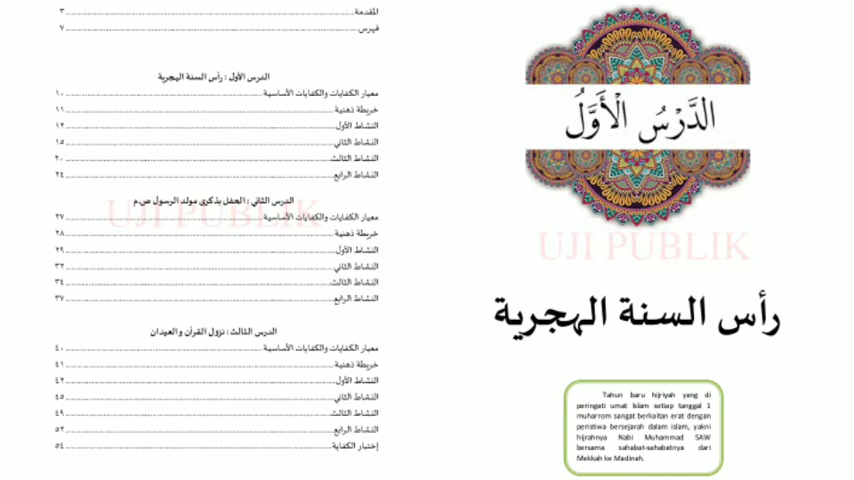 المقدمة ... ٣
فهرس ... ٧
الدرس الأول : رأس السنة الهجرية
معيار الكفايات والكفايات الأساسية ... ١٠
خريطة ذهنية ... ١١
النشاط الأول ... ١٢
النشاط الثاني ... ١٥
النشاط الثالث ... ٢٠
النشاط الرابع ... ٢٤
الدرس الثاني : الحفل بذكرى مولد الرسول ص.م
معيار الكفايات والكفايات الأساسية ... ٢٧
خريطة ذهنية ... ٢٨
النشاط الأول ... ٢٩
النشاط الثاني ... ٣٢
النشاط الثالث ... ٣٤
النشاط الرابع ... ٣٧
UJI PUBLIK
الدرس الثالث : نزول القرآن والعيدان
معيار الكفايات والكفايات الأساسية ... ٤٠
خريطة ذهنية ... ٤١
النشاط الأول ... ٤٢
النشاط الثاني ... ٤٥
النشاط الثالث ... ٤٩
النشاط الرابع ... ٥٢
إختبار الكفاية ... ٥٤
الدَّرْسُ الْأَوَّلُ
UJI PUBLIK
رأس السنة الهجرية
Tahun baru hijriyah yang di
peringati umat Islam setiap tanggal 1
muharrom sangat berkaitan erat dengan
peristiwa bersejarah dalam islam, yakni
hijrahnya Nabi Muhammad SAW
bersama sahabat-sahabatnya dari
Mekkah ke Madinah.